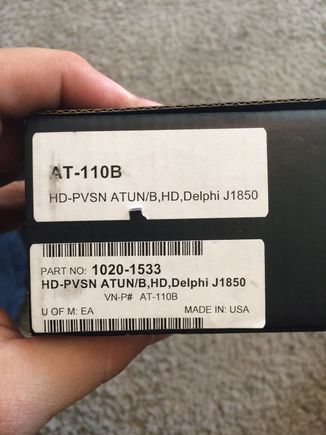 AT-110B
HD-PVSN ATUN/B,HD,Delphi J1850
PART NO: 1020-1533
HD-PVSN ATUN/B,HD,Delphi J1850
VN-P# AT-110B
U OF M: EA MADE IN: USA